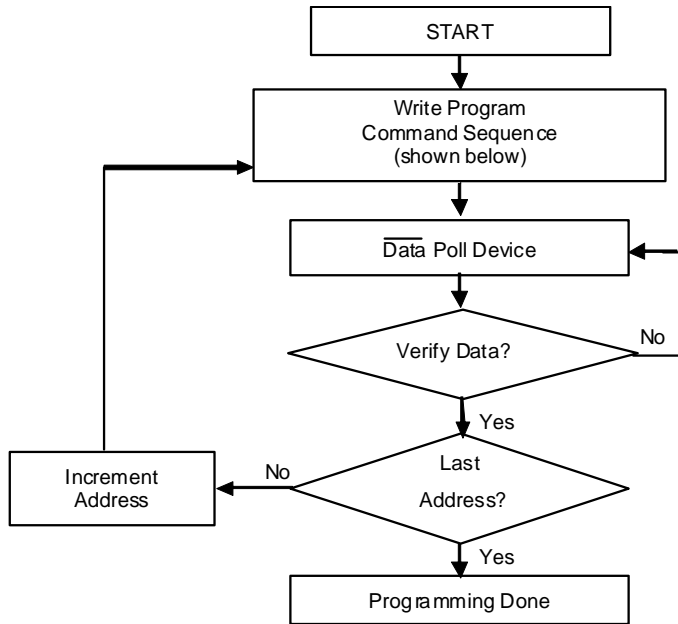 START
Write Program
Command Sequence
(shown below)
Data Poll Device
Verify Data?
No
Yes
Last
Address?
No
Increment
Address
Yes
Programming Done